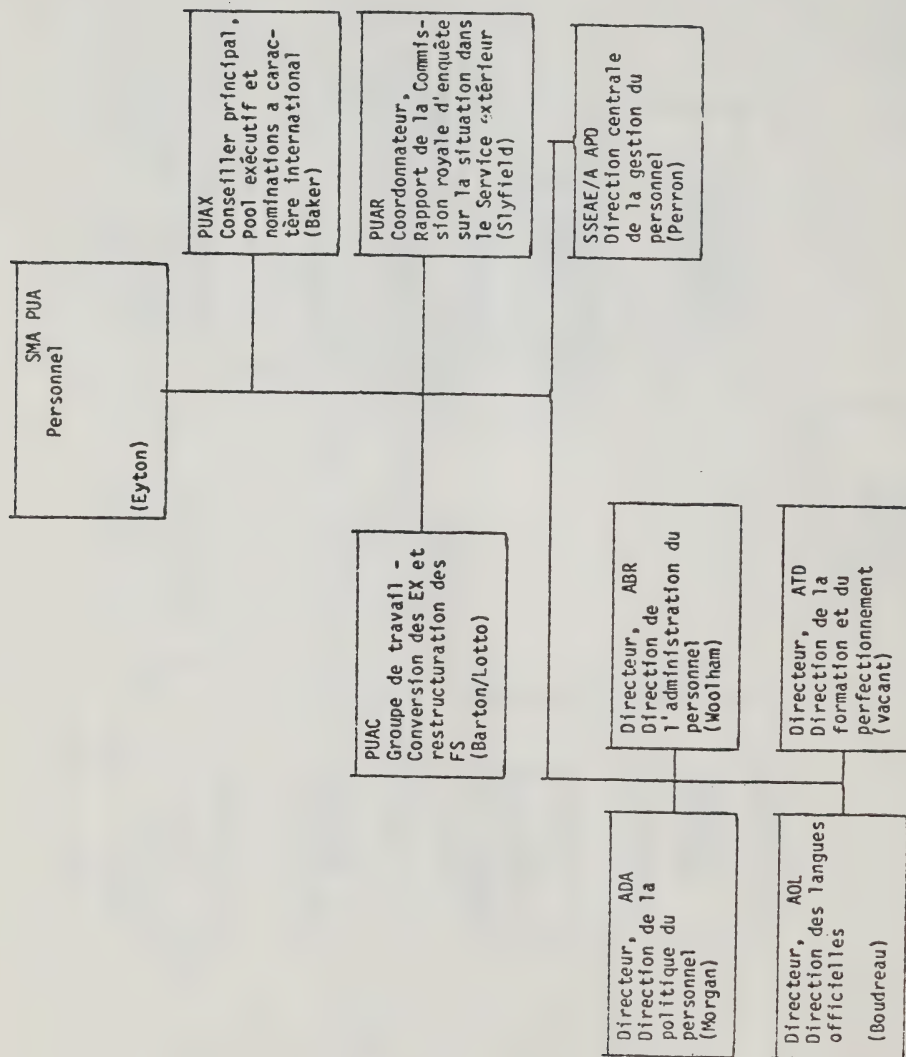 SMA PUA
Personnel
(Eyton)
PUAX
Conseiller principal,
Pool exécutif et
nominations a carac-
tère international
(Baker)
PUAC
Groupe de travail -
Conversion des EX et
restructuration des
FS
(Barton/Lotto)
PUAR
Coordonnateur,
Rapport de la Commis-
sion royale d'enquête
sur la situation dans
le Service extérieur
(Slyfield)
SSEAE/A APD
Direction centrale
de la gestion du
personnel
(Perron)
Directeur, ADA
Direction de la
politique du
personnel
(Morgan)
Directeur, ABR
Direction de
l'administration du
personnel
(Woolham)
Directeur, AOL
Direction des langues
officielles
(Boudreau)
Directeur, ATD
Direction de la
formation et du
perfectionnement
(vacant)